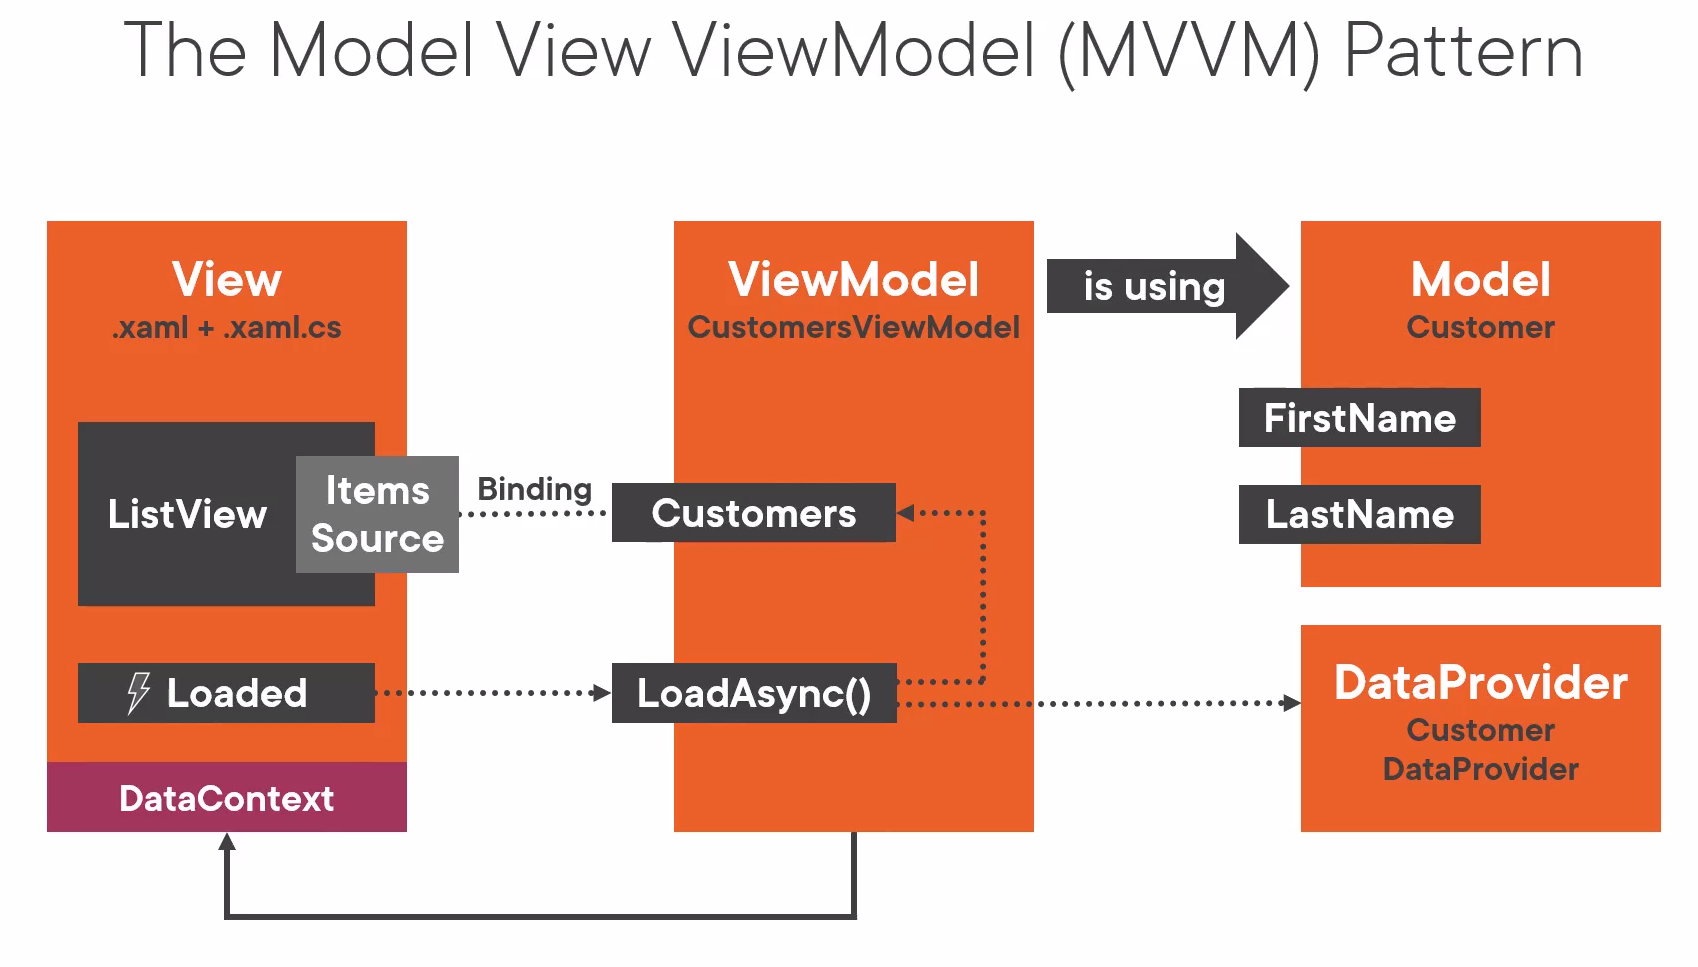 The Model View ViewModel (MVVM) Pattern
View
.xaml + .xaml.cs
ListView
Items
Source
Loaded
DataContext
Binding
ViewModel
CustomersViewModel
Customers
LoadAsync()
is using
Model
Customer
FirstName
LastName
DataProvider
Customer
DataProvider